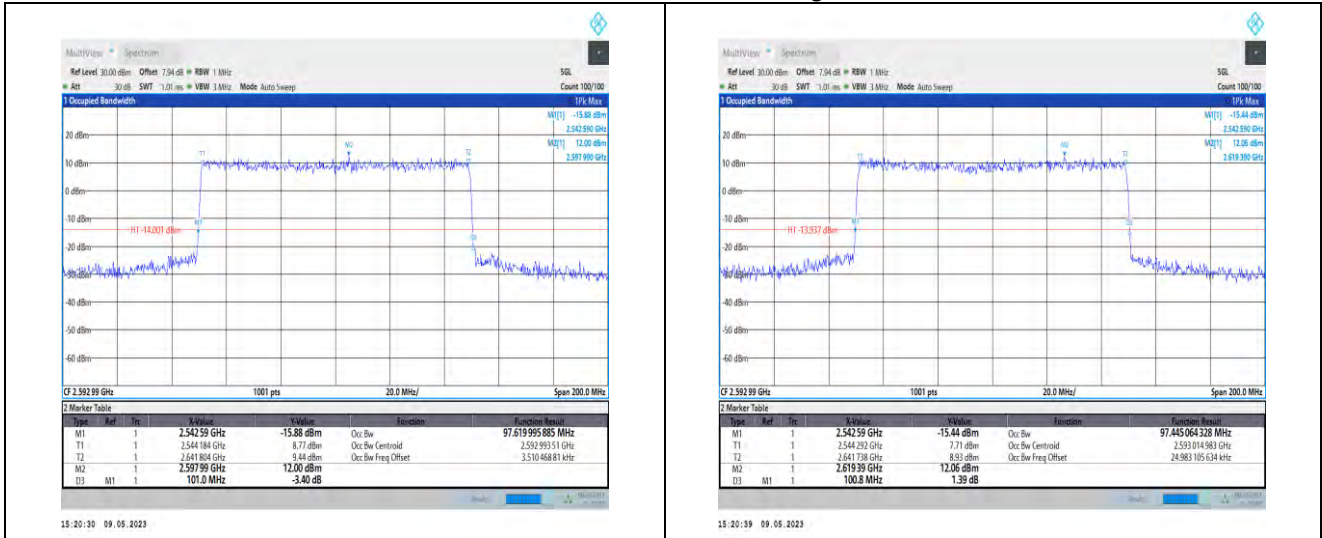 MultiView Spectrum
Ref Level 30.00 dBm Offset 7.94 dB RBW 1 MHz SGL
Att 30 dB SWT 1.01 ms VBW 3 MHz Mode Auto Sweep Count 100/100
1 Occupied Bandwidth 1Pk Max
M1[1] -15.88 dBm
2.542 590 GHz
20 dBm
M2[1] 12.00 dBm
M2
2.597 990 GHz
T1 T2
10 dBm
0 dBm
-10 dBm
M1
H1 -14.001 dBm
-20 dBm
-30 dBm
-40 dBm
-50 dBm
-60 dBm
CF 2.592 99 GHz 1001 pts 20.0 MHz/ Span 200.0 MHz
2 Marker Table
Type Ref Trc X-Value Y-Value Function Function Result
M1 1 2.542 59 GHz -15.88 dBm Occ Bw 97.619 995 885 MHz
T1 1 2.544 184 GHz 8.77 dBm Occ Bw Centroid 2.592 993 51 GHz
T2 1 2.641 804 GHz 9.44 dBm Occ Bw Freq Offset 3.510 468 81 kHz
M2 1 2.597 99 GHz 12.00 dBm
D3 M1 1 101.0 MHz -3.40 dB
15:20:30 09.05.2023
MultiView Spectrum
Ref Level 30.00 dBm Offset 7.94 dB RBW 1 MHz SGL
Att 30 dB SWT 1.01 ms VBW 3 MHz Mode Auto Sweep Count 100/100
1 Occupied Bandwidth 1Pk Max
M1[1] -15.44 dBm
2.542 590 GHz
20 dBm
M2[1] 12.06 dBm
M2
2.619 390 GHz
T2
10 dBm
0 dBm
-10 dBm
M1
H1 -13.937 dBm
-20 dBm
-30 dBm
-40 dBm
-50 dBm
-60 dBm
CF 2.592 99 GHz 1001 pts 20.0 MHz/ Span 200.0 MHz
2 Marker Table
Type Ref Trc X-Value Y-Value Function Function Result
M1 1 2.542 59 GHz -15.44 dBm Occ Bw 97.445 064 328 MHz
T1 1 2.544 292 GHz 7.71 dBm Occ Bw Centroid 2.593 014 983 GHz
T2 1 2.641 738 GHz 8.93 dBm Occ Bw Freq Offset 24.983 105 634 kHz
M2 1 2.619 39 GHz 12.06 dBm
D3 M1 1 100.8 MHz 1.39 dB
15:20:39 09.05.2023